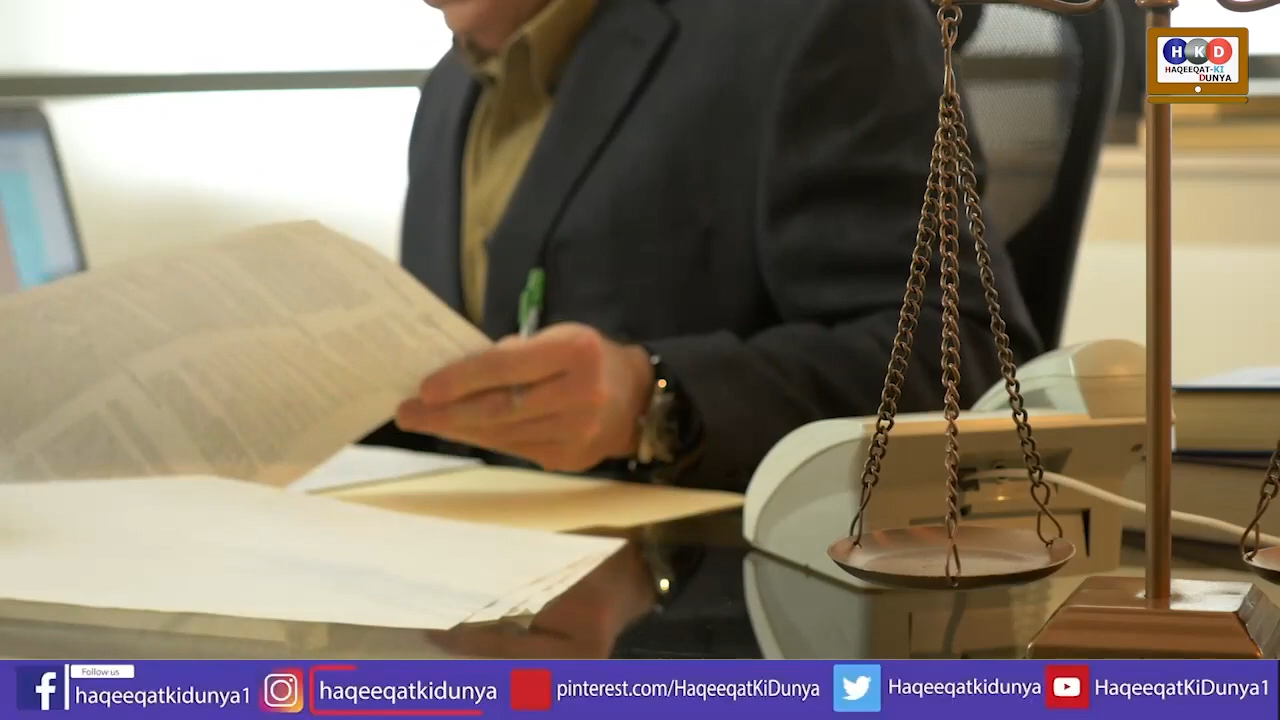 HKD
HAQEEQAT-KI
DUNYA
Follow us
haqeeqatkidunya1
haqeeqatkidunya
pinterest.com/HaqeeqatKiDunya
Haqeeqatkidunya
HaqeeqatKiDunya1